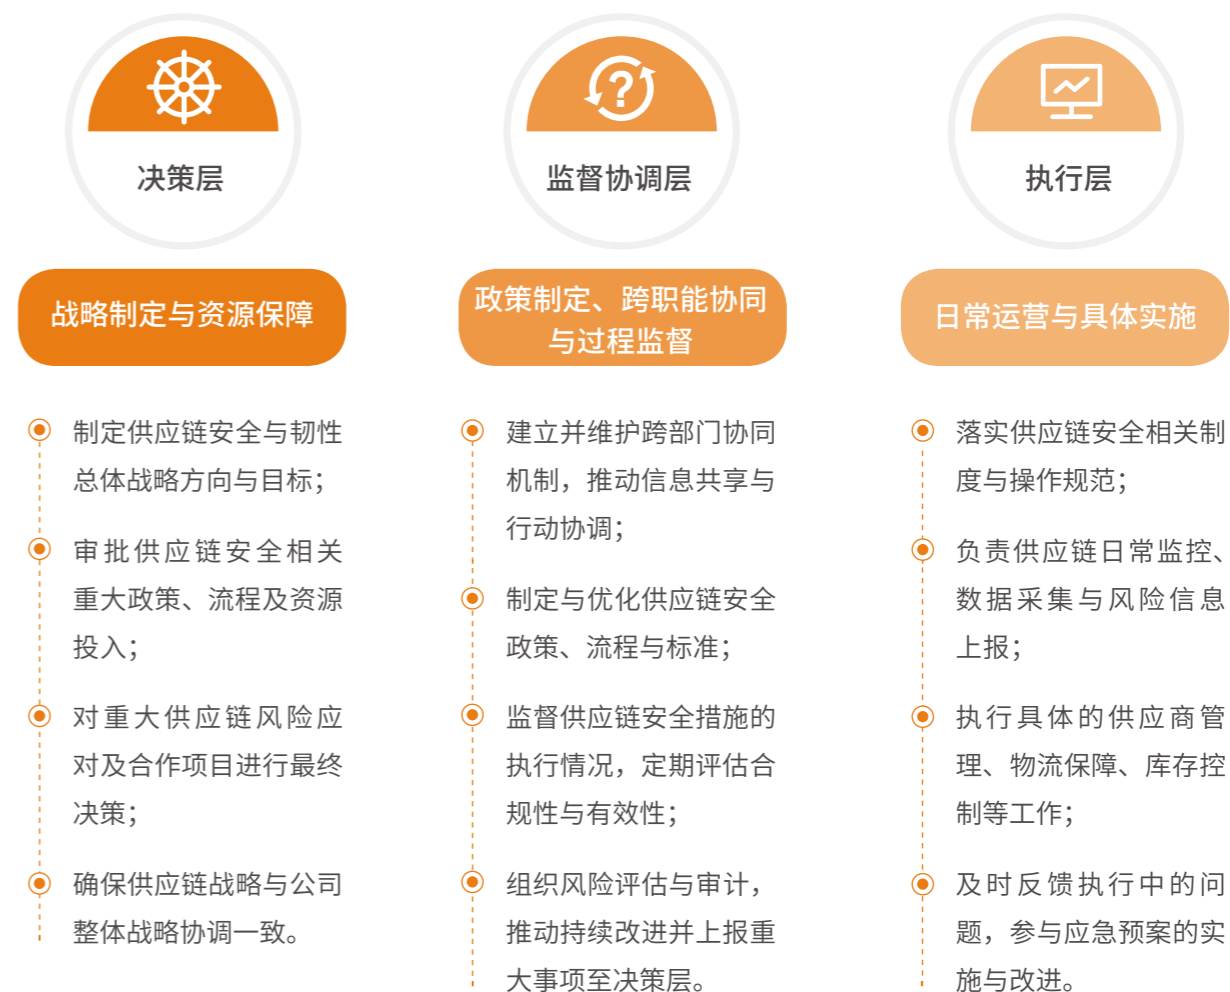 决策层
战略制定与资源保障
制定供应链安全与韧性
总体战略方向与目标；
审批供应链安全相关
重大政策、流程及资源
投入；
对重大供应链风险应
对及合作项目进行最终
决策；
确保供应链战略与公司
整体战略协调一致。
?
监督协调层
政策制定、跨职能协同
与过程监督
建立并维护跨部门协同
机制，推动信息共享与
行动协调；
制定与优化供应链安全
政策、流程与标准；
监督供应链安全措施的
执行情况，定期评估合
规性与有效性；
组织风险评估与审计，
推动持续改进并上报重
大事项至决策层。
执行层
日常运营与具体实施
落实供应链安全相关制
度与操作规范；
负责供应链日常监控、
数据采集与风险信息
上报；
执行具体的供应商管
理、物流保障、库存控
制等工作；
及时反馈执行中的问
题，参与应急预案的实
施与改进。